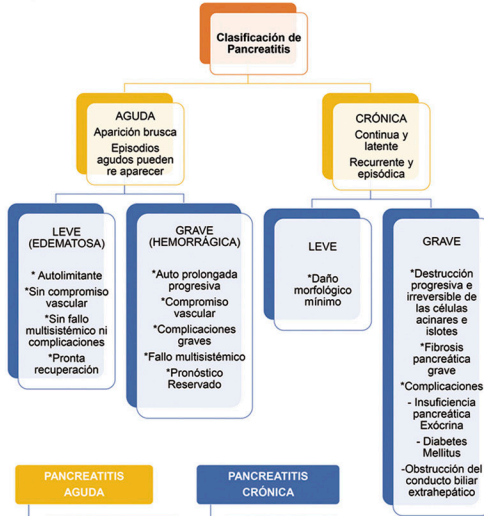 Clasificación de
Pancreatitis
AGUDA
Aparición brusca
Episodios
agudos pueden
re aparecer
CRÓNICA
Continua y
latente
Recurrente y
episódica
LEVE
(EDEMATOSA)
* Autolimitante
*Sin compromiso
vascular
*Sin fallo
multisistémico ni
complicaciones
*Pronta
recuperación
GRAVE
(HEMORRÁGICA)
*Auto prolongada
progresiva
*Compromiso
vascular
*Complicaciones
graves
*Fallo multisistémico
*Pronóstico
Reservado
LEVE
*Daño
morfológico
mínimo
GRAVE
*Destrucción
progresiva e
irreversible de
las células
acinares e
islotes
*Fibrosis
pancreática
grave
*Complicaciones
- Insuficiencia
pancreática
Exócrina
- Diabetes
Mellitus
-Obstrucción del
conducto biliar
extrahepático
PANCREATITIS
AGUDA
PANCREATITIS
CRÓNICA